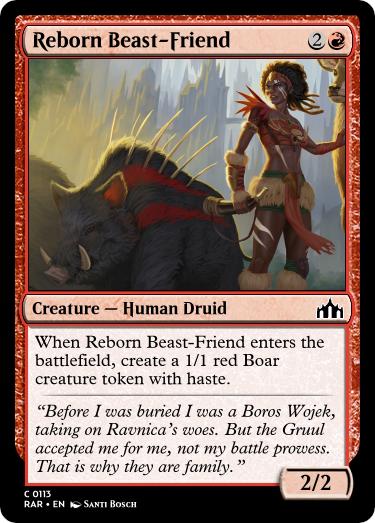 Reborn Beast-Friend 2
Creature — Human Druid
When Reborn Beast-Friend enters the
battlefield, create a 1/1 red Boar
creature token with haste.
“Before I was buried I was a Boros Wojek,
taking on Ravnica’s woes. But the Gruul
accepted me for me, not my battle prowess.
That is why they are family.”
2/2
C 0113
RAR • EN Santi Bosch